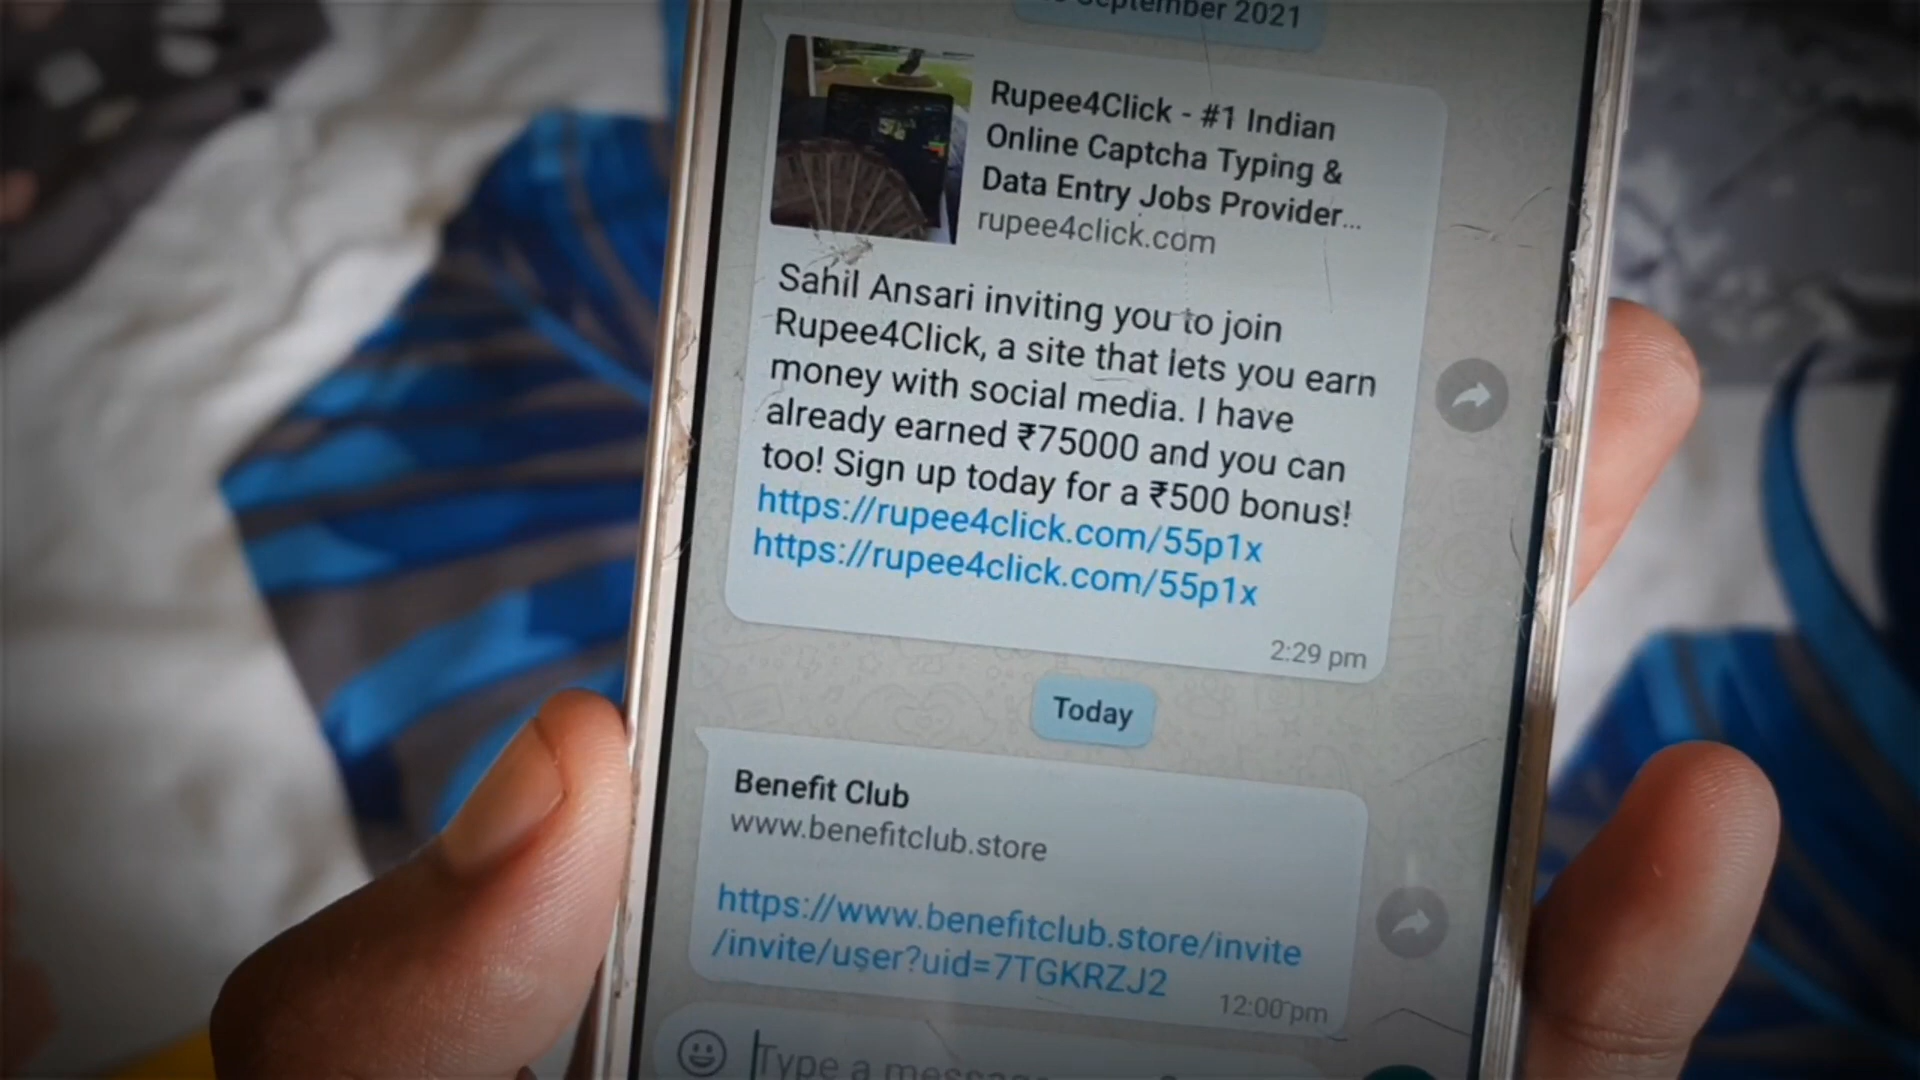 September 2021
Rupee4Click - #1 Indian
Online Captcha Typing &
Data Entry Jobs Provider...
rupee4click.com
Sahil Ansari inviting you to join
Rupee4Click, a site that lets you earn
money with social media. I have
already earned ₹75000 and you can
too! Sign up today for a ₹500 bonus!
https://rupee4click.com/55p1x
https://rupee4click.com/55p1x
2:29 pm
Today
Benefit Club
www.benefitclub.store
https://www.benefitclub.store/invite
/invite/user?uid=7TGKRZJ2
12:00 pm
Type a message